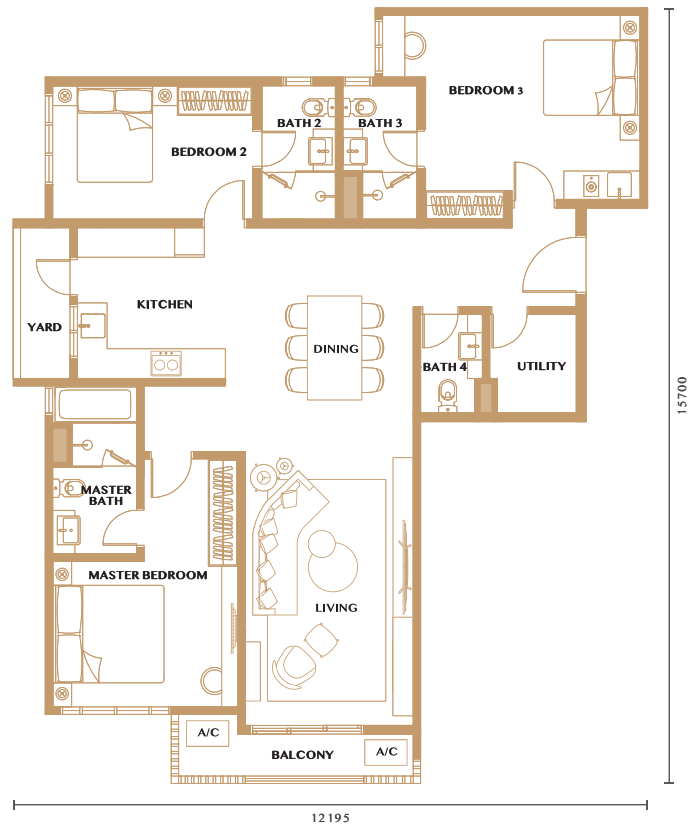 BEDROOM 3
BATH 2
BATH 3
BEDROOM 2
KITCHEN
YARD
DINING
BATH 4
UTILITY
15700
MASTER
BATH
MASTER BEDROOM
LIVING
A/C
BALCONY
A/C
12195